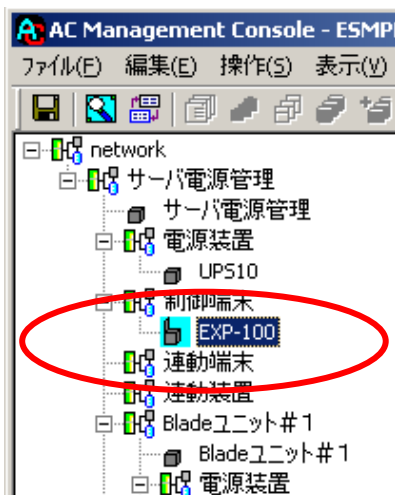 AC Management Console - ESMP
ファイル(F) 編集(E) 操作(S) 表示(V)
network
サーバ電源管理
サーバ電源管理
電源装置
UPS10
制御端末
EXP-100
連動端末
連動装置
Bladeユニット#1
Bladeユニット#1
電源装置